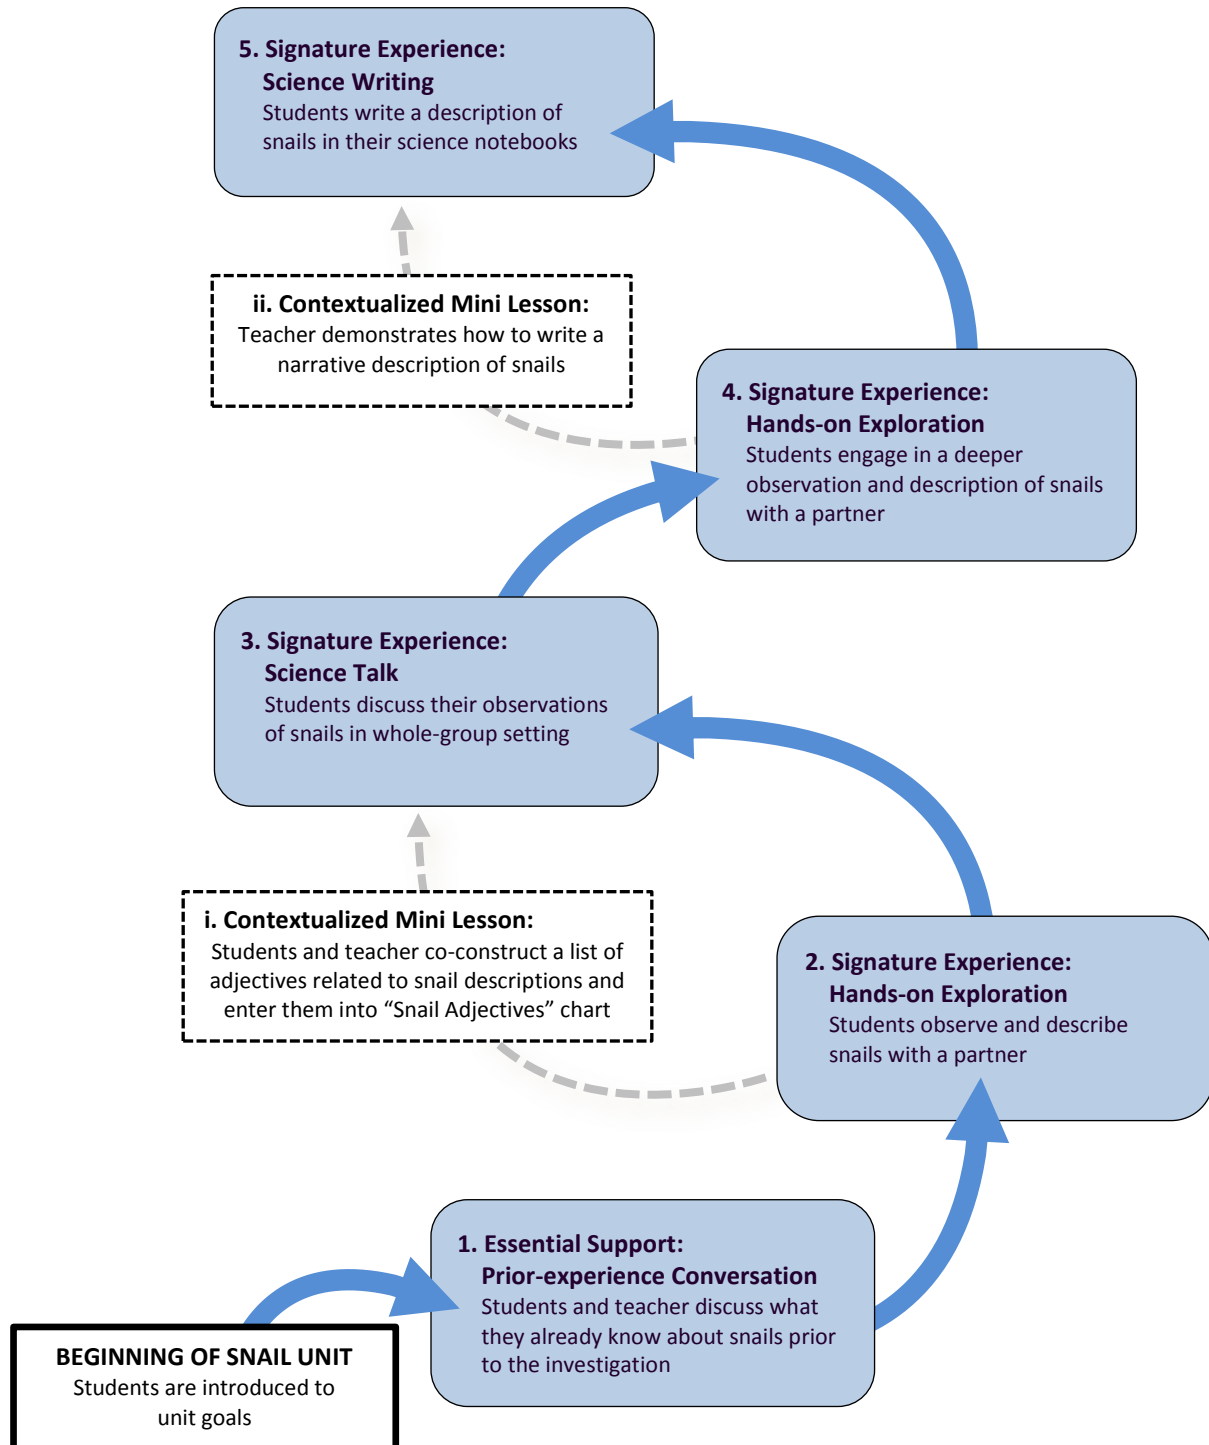 5. Signature Experience:
Science Writing
Students write a description of
snails in their science notebooks
ii. Contextualized Mini Lesson:
Teacher demonstrates how to write a
narrative description of snails
4. Signature Experience:
Hands-on Exploration
Students engage in a deeper
observation and description of snails
with a partner
3. Signature Experience:
Science Talk
Students discuss their observations
of snails in whole-group setting
i. Contextualized Mini Lesson:
Students and teacher co-construct a list of
adjectives related to snail descriptions and
enter them into “Snail Adjectives” chart
2. Signature Experience:
Hands-on Exploration
Students observe and describe
snails with a partner
1. Essential Support:
Prior-experience Conversation
Students and teacher discuss what
they already know about snails prior
to the investigation
BEGINNING OF SNAIL UNIT
Students are introduced to
unit goals